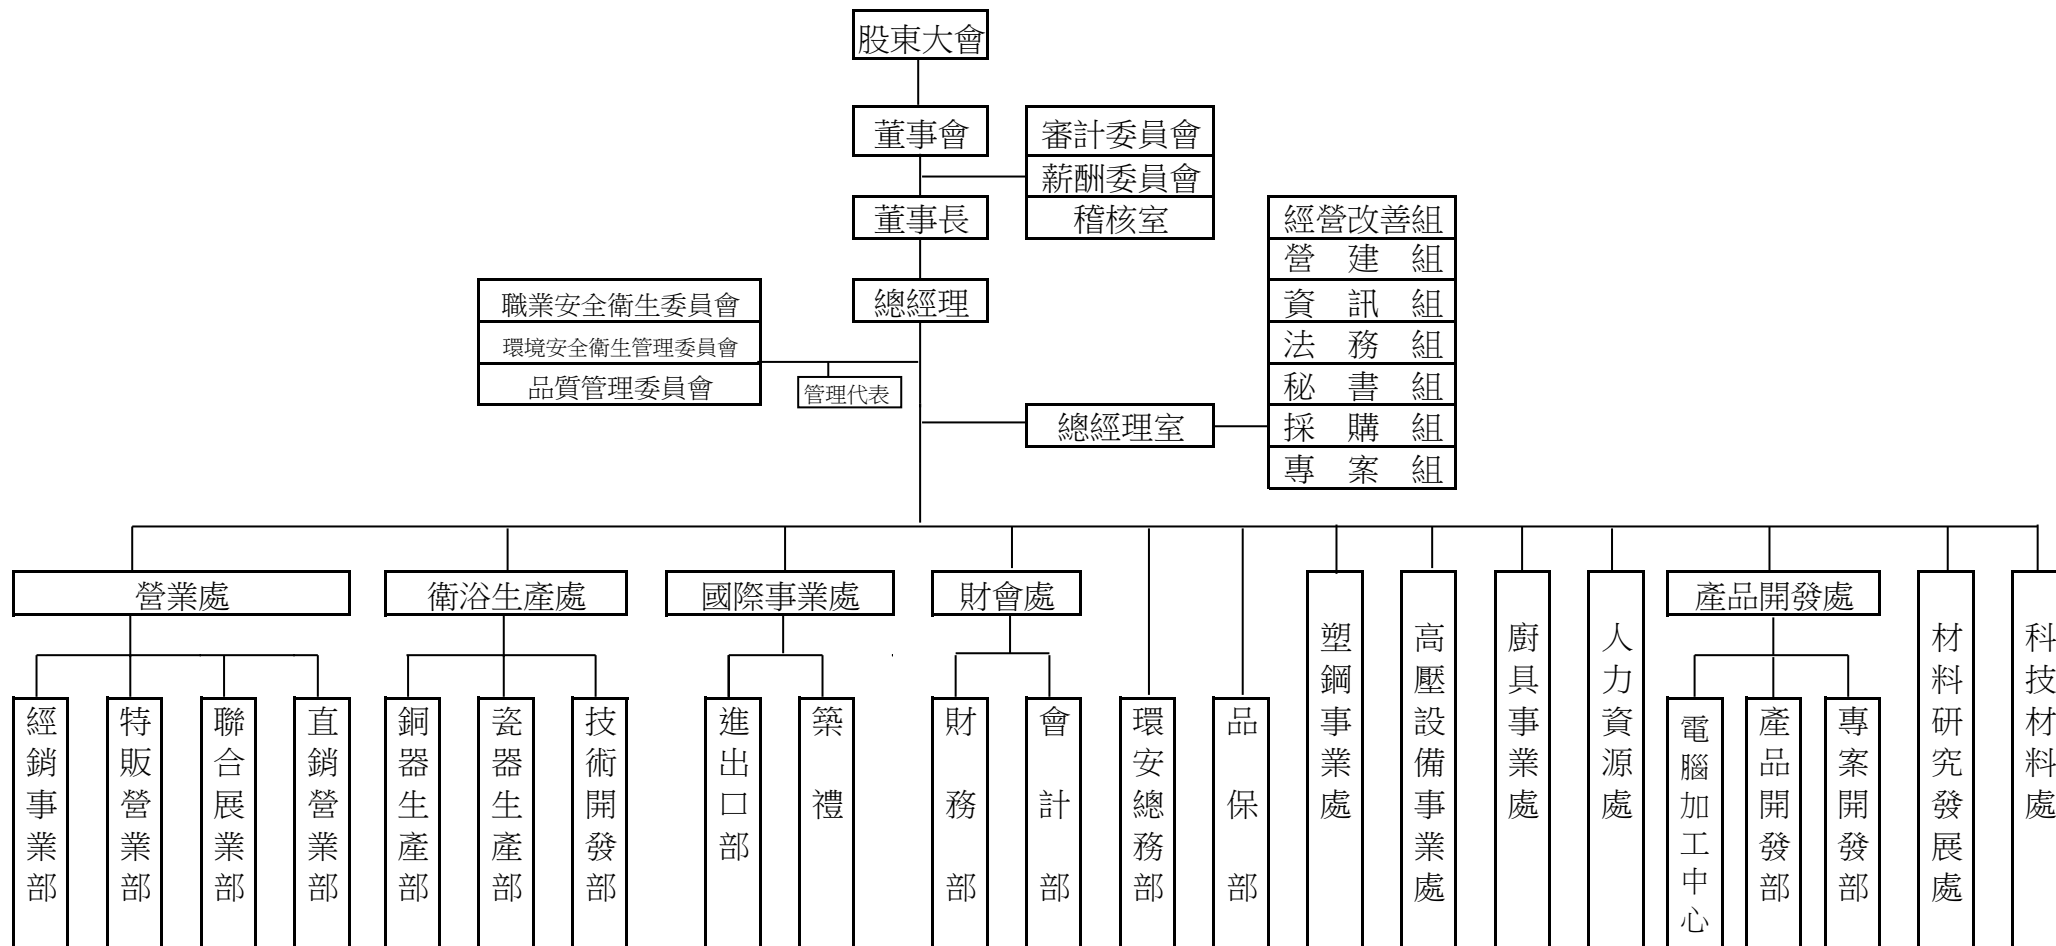 股東大會
董事會
審計委員會
薪酬委員會
董事長
稽核室
經營改善組
營建組
職業安全衛生委員會
總經理
資訊組
環境安全衛生管理委員會
法務組
品質管理委員會
管理代表
秘書組
總經理室
採購組
專案組
營業處
衛浴生產處
國際事業處
財會處
產品開發處
經銷事業部
特販營業部
聯合展業部
直銷營業部
銅器生產部
瓷器生產部
技術開發部
進出口部
築禮
財務部
會計部
環安總務部
品保部
塑鋼事業處
高壓設備事業處
廚具事業處
人力資源處
電腦加工中心
產品開發部
專案開發部
材料研究發展處
科技材料處